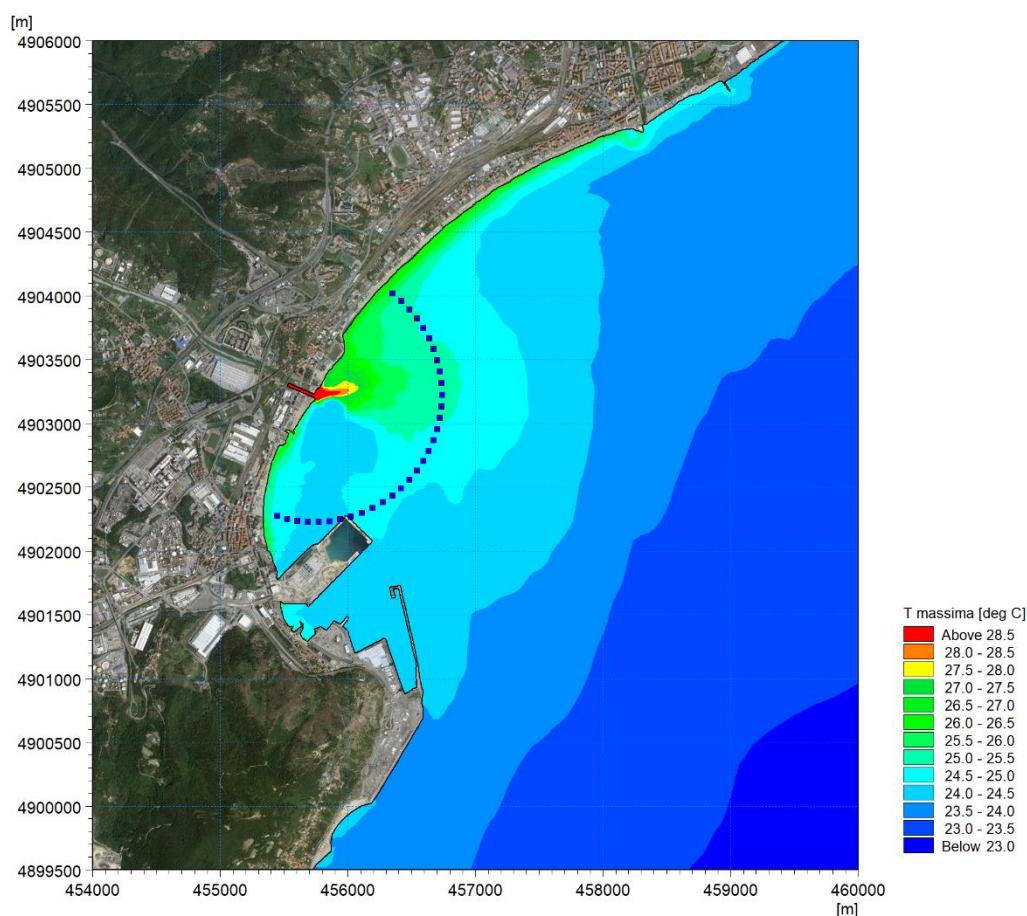 [m]
4906000
4905500
4905000
4904500
4904000
4903500
4903000
4902500
4902000
4901500
4901000
4900500
4900000
4899500
454000 455000 456000 457000 458000 459000 460000
[m]
T massima [deg C]
Above 28.5
28.0 - 28.5
27.5 - 28.0
27.0 - 27.5
26.5 - 27.0
26.0 - 26.5
25.5 - 26.0
25.0 - 25.5
24.5 - 25.0
24.0 - 24.5
23.5 - 24.0
23.0 - 23.5
Below 23.0